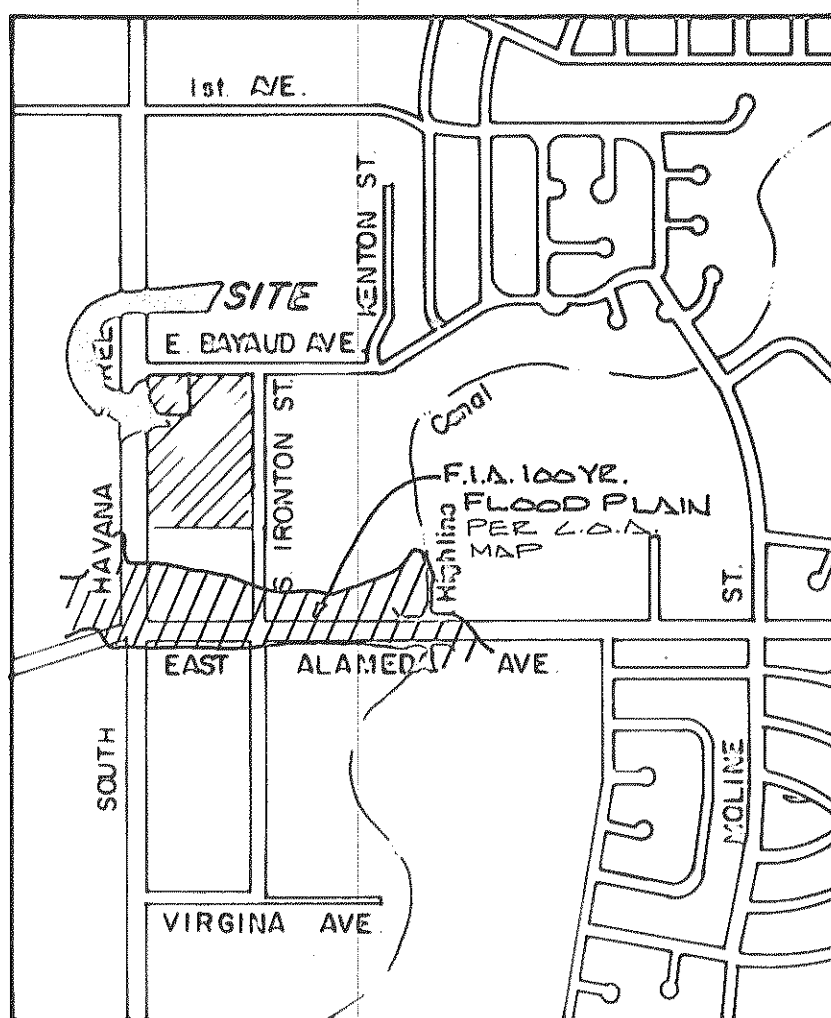 1st. AVE.
KENTON ST.
SITE
E. BAYAUD AVE.
S. IRONTON ST.
Canal
F.I.A. 100 YR.
FLOOD PLAIN
PER C.O.A.
MAP
Highline
HAVANA
ST.
EAST ALAMEDA AVE.
SOUTH
MOLINE
VIRGINA AVE.